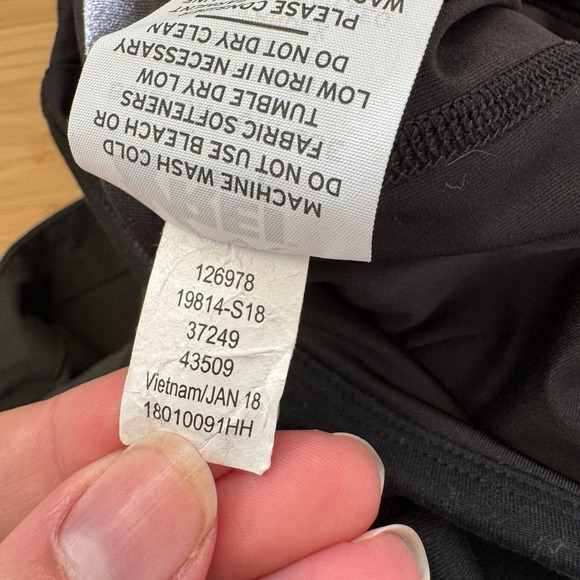 MACHINE WASH COLD
DO NOT USE BLEACH OR
FABRIC SOFTENERS
TUMBLE DRY LOW
LOW IRON IF NECESSARY
DO NOT DRY CLEAN
PLEASE
126978
19814-S18
37249
43509
Vietnam/JAN 18
18010091HH